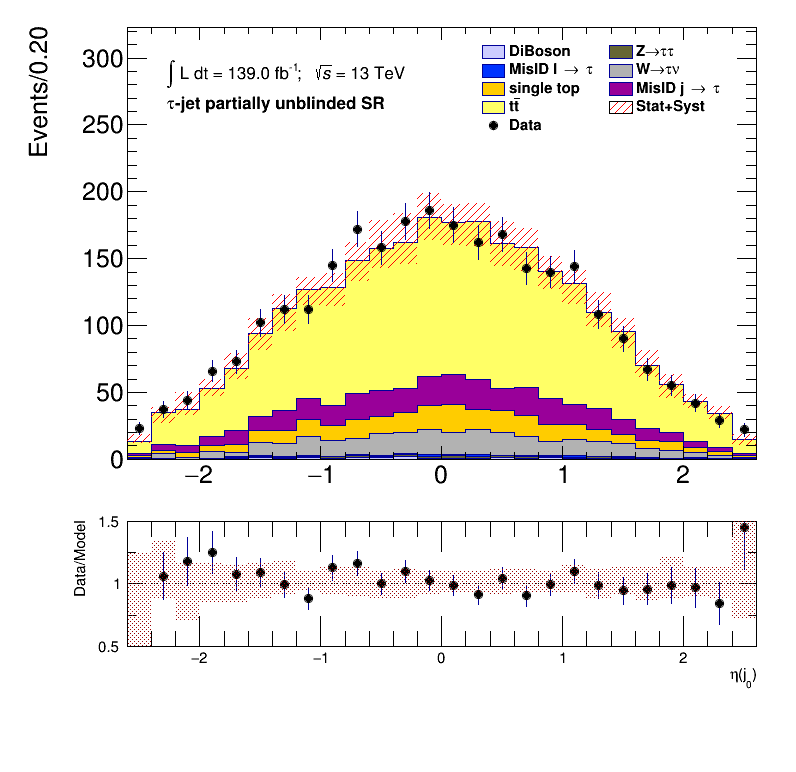 Events/0.20
300
250
200
150
100
50
0
∫ L dt = 139.0 fb⁻¹; √s = 13 TeV
τ-jet partially unblinded SR
DiBoson
MisID l → τ
single top
tt̄
Data
Z→ττ
W→τν
MisID j → τ
Stat+Syst
−2 −1 0 1 2
Data/Model
1.5
1
0.5
−2 −1 0 1 2
η(j₀)